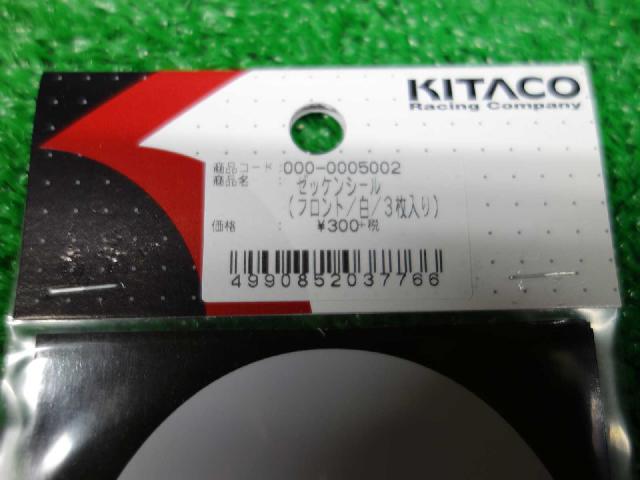 KITACO
Racing Company
商品コード:000-0005002
商品名 : ゼッケンシール
(フロント/白/3枚入り)
価格 : ¥300+税
4990852037766